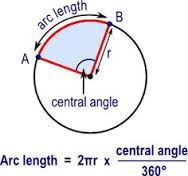 arc length
A
B
r
central angle
Arc length = 2πr x central angle
360°